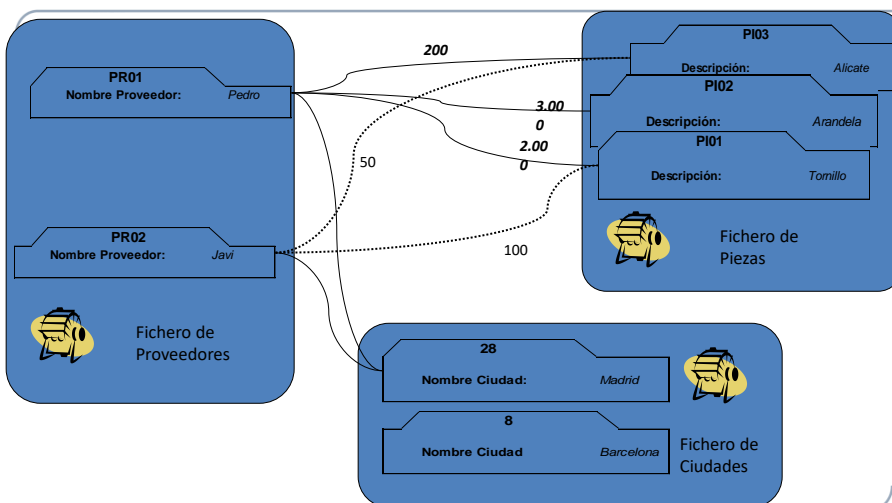 PR01
Nombre Proveedor: Pedro
PR02
Nombre Proveedor: Javi
Fichero de
Proveedores
200
3.00
0
2.00
0
50
100
PI03
Descripción: Alicate
PI02
Descripción: Arandela
PI01
Descripción: Tornillo
Fichero de
Piezas
28
Nombre Ciudad: Madrid
8
Nombre Ciudad Barcelona
Fichero de
Ciudades